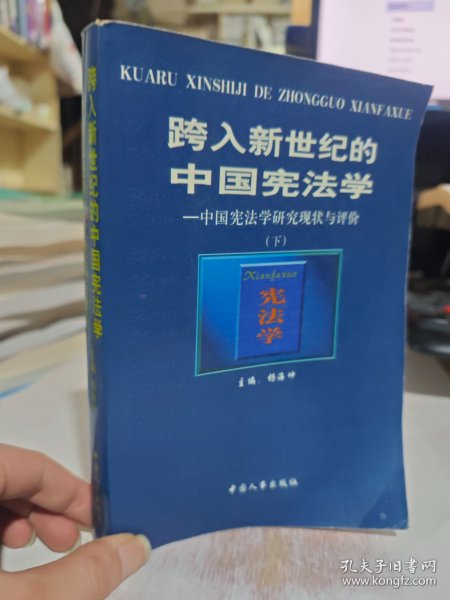 KUARU XINSHIJI DE ZHONGGUO XIANFAXUE
跨入新世纪的
中国宪法学
—中国宪法学研究现状与评价
(下)
Xianfaxue
宪法学
主编:杨海坤
中国人事出版社
跨入新世纪的中国宪法学
孔夫子旧书网
www.kongfz.com